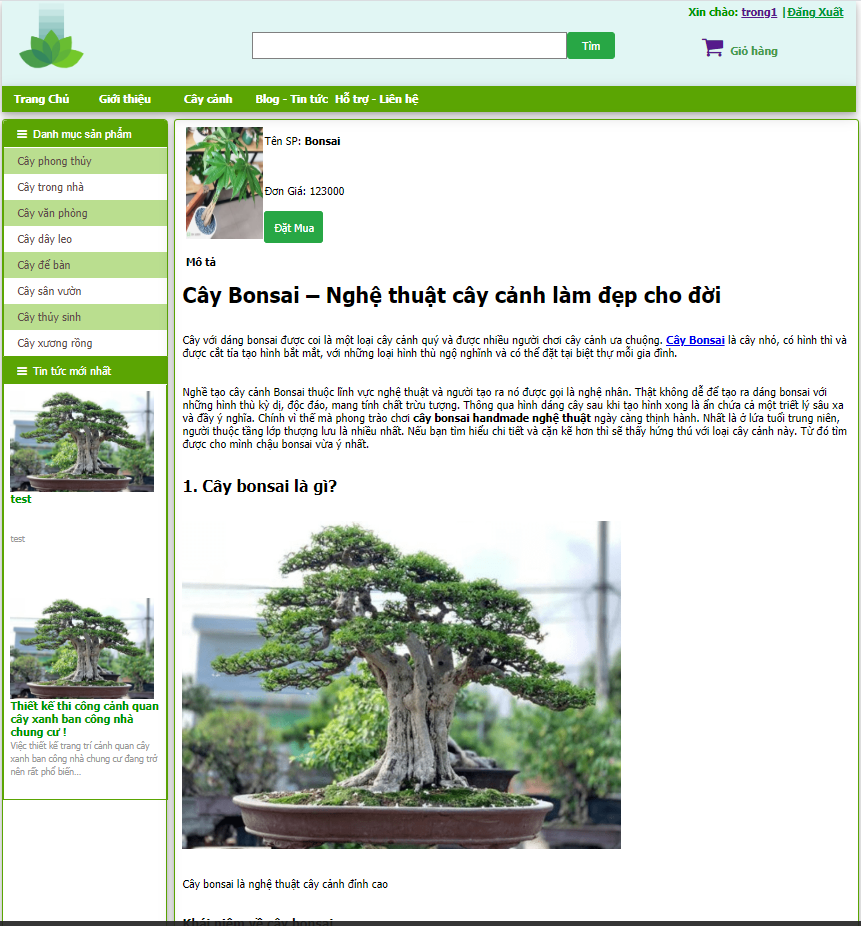 Xin chào: trong1 | Đăng Xuất
Tìm
Giỏ hàng
Trang Chủ Giới thiệu Cây cảnh Blog - Tin tức Hỗ trợ - Liên hệ
Danh mục sản phẩm
Cây phong thủy
Cây trong nhà
Cây văn phòng
Cây dây leo
Cây để bàn
Cây sân vườn
Cây thủy sinh
Cây xương rồng
Tin tức mới nhất
test
test
Thiết kế thi công cảnh quan
cây xanh ban công nhà
chung cư !
Việc thiết kế trang trí cảnh quan cây
xanh ban công nhà chung cư đang trở
nên rất phổ biến...
Tên SP: Bonsai
Đơn Giá: 123000
Đặt Mua
Mô tả
Cây Bonsai – Nghệ thuật cây cảnh làm đẹp cho đời
Cây với dáng bonsai được coi là một loại cây cảnh quý và được nhiều người chơi cây cảnh ưa chuộng. Cây Bonsai là cây nhỏ, có hình thì và
được cắt tỉa tạo hình bắt mắt, với những loại hình thù ngộ nghĩnh và có thể đặt tại biệt thự mỗi gia đình.
Nghề tạo cây cảnh Bonsai thuộc lĩnh vực nghệ thuật và người tạo ra nó được gọi là nghệ nhân. Thật không dễ để tạo ra dáng bonsai với
những hình thù kỳ dị, độc đáo, mang tính chất trừu tượng. Thông qua hình dáng cây sau khi tạo hình xong là ẩn chứa cả một triết lý sâu xa
và đầy ý nghĩa. Chính vì thế mà phong trào chơi cây bonsai handmade nghệ thuật ngày càng thịnh hành. Nhất là ở lứa tuổi trung niên,
người thuộc tầng lớp thượng lưu là nhiều nhất. Nếu bạn tìm hiểu chi tiết và cặn kẽ hơn thì sẽ thấy hứng thú với loại cây cảnh này. Từ đó tìm
được cho mình chậu bonsai vừa ý nhất.
1. Cây bonsai là gì?
Cây bonsai là nghệ thuật cây cảnh đỉnh cao
Khái niệm về cây bonsai